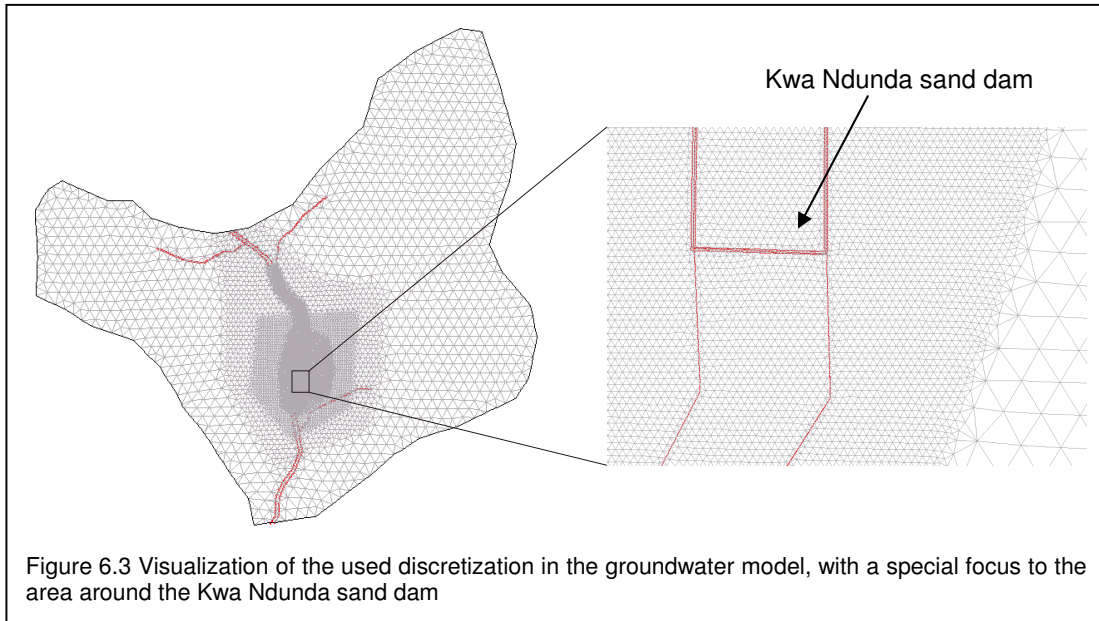 Kwa Ndunda sand dam
Figure 6.3 Visualization of the used discretization in the groundwater model, with a special focus to the
area around the Kwa Ndunda sand dam